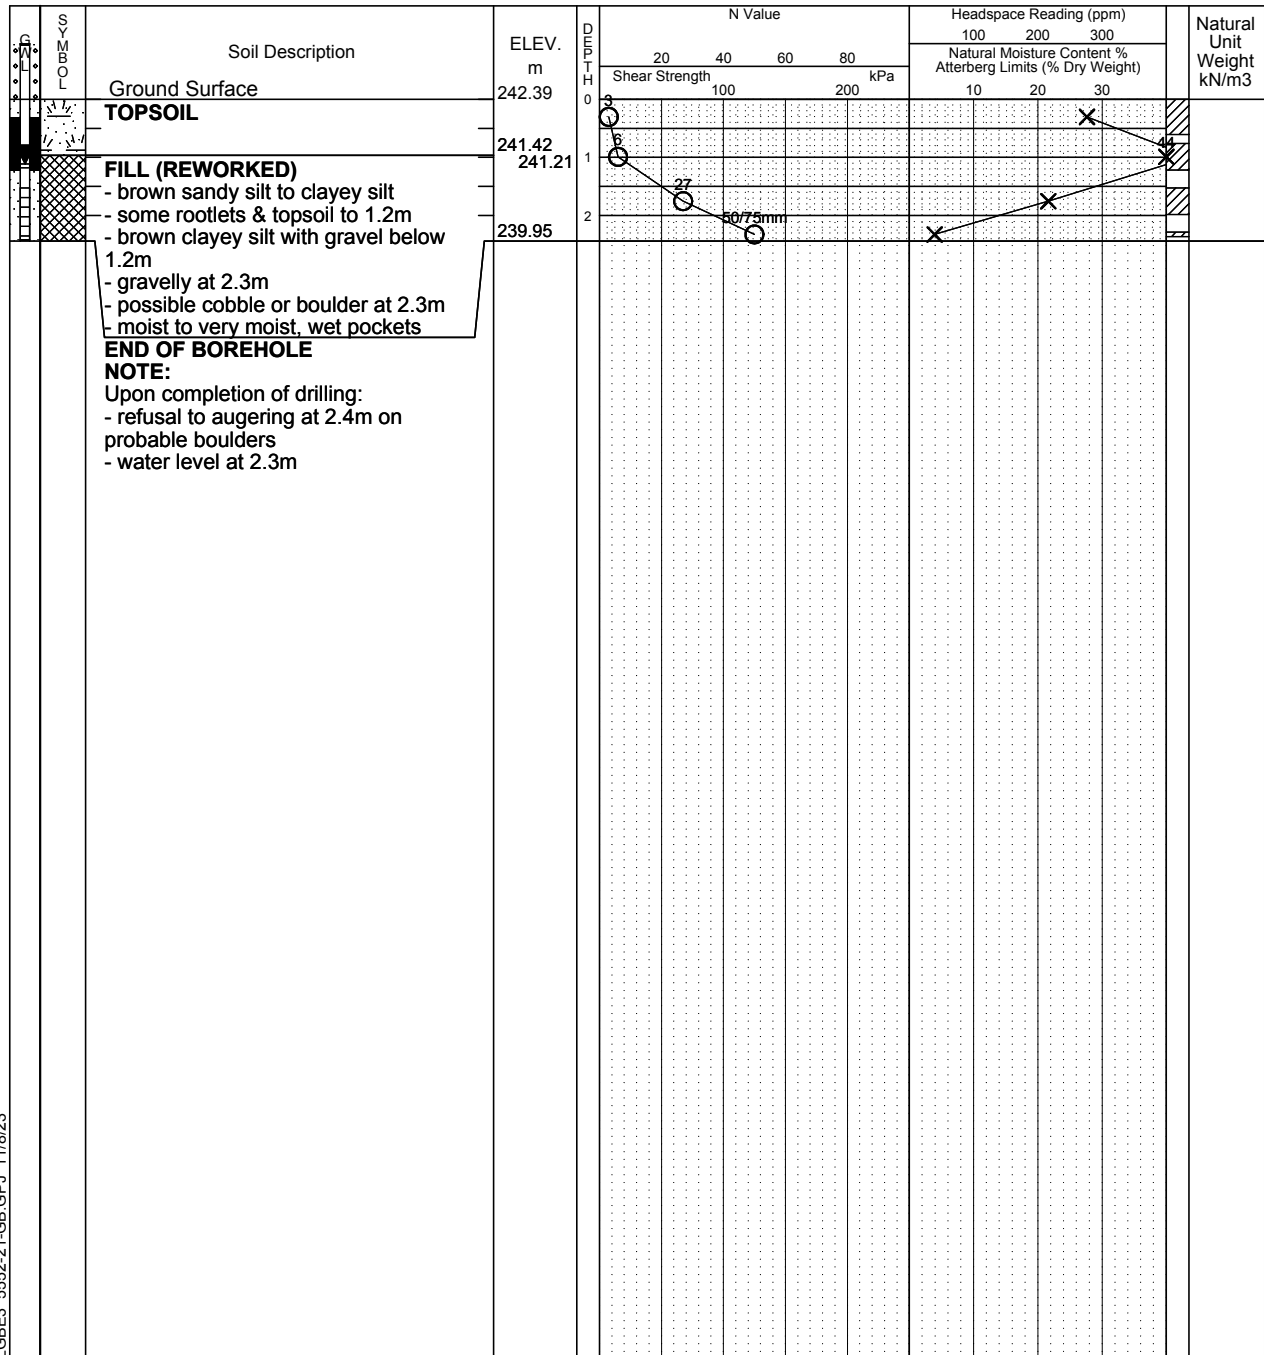 GWL
SYMBOL
Soil Description
ELEV.
m
DEPTH
N Value
20 40 60 80
Shear Strength kPa
100 200
Headspace Reading (ppm)
100 200 300
Natural Moisture Content %
Atterberg Limits (% Dry Weight)
10 20 30
Natural
Unit
Weight
kN/m3
Ground Surface
242.39
0
TOPSOIL
3
241.42
6
44
241.21
1
FILL (REWORKED)
- brown sandy silt to clayey silt
27
- some rootlets & topsoil to 1.2m
2
50/75mm
- brown clayey silt with gravel below
239.95
1.2m
- gravelly at 2.3m
- possible cobble or boulder at 2.3m
- moist to very moist, wet pockets
END OF BOREHOLE
NOTE:
Upon completion of drilling:
- refusal to augering at 2.4m on
probable boulders
- water level at 2.3m